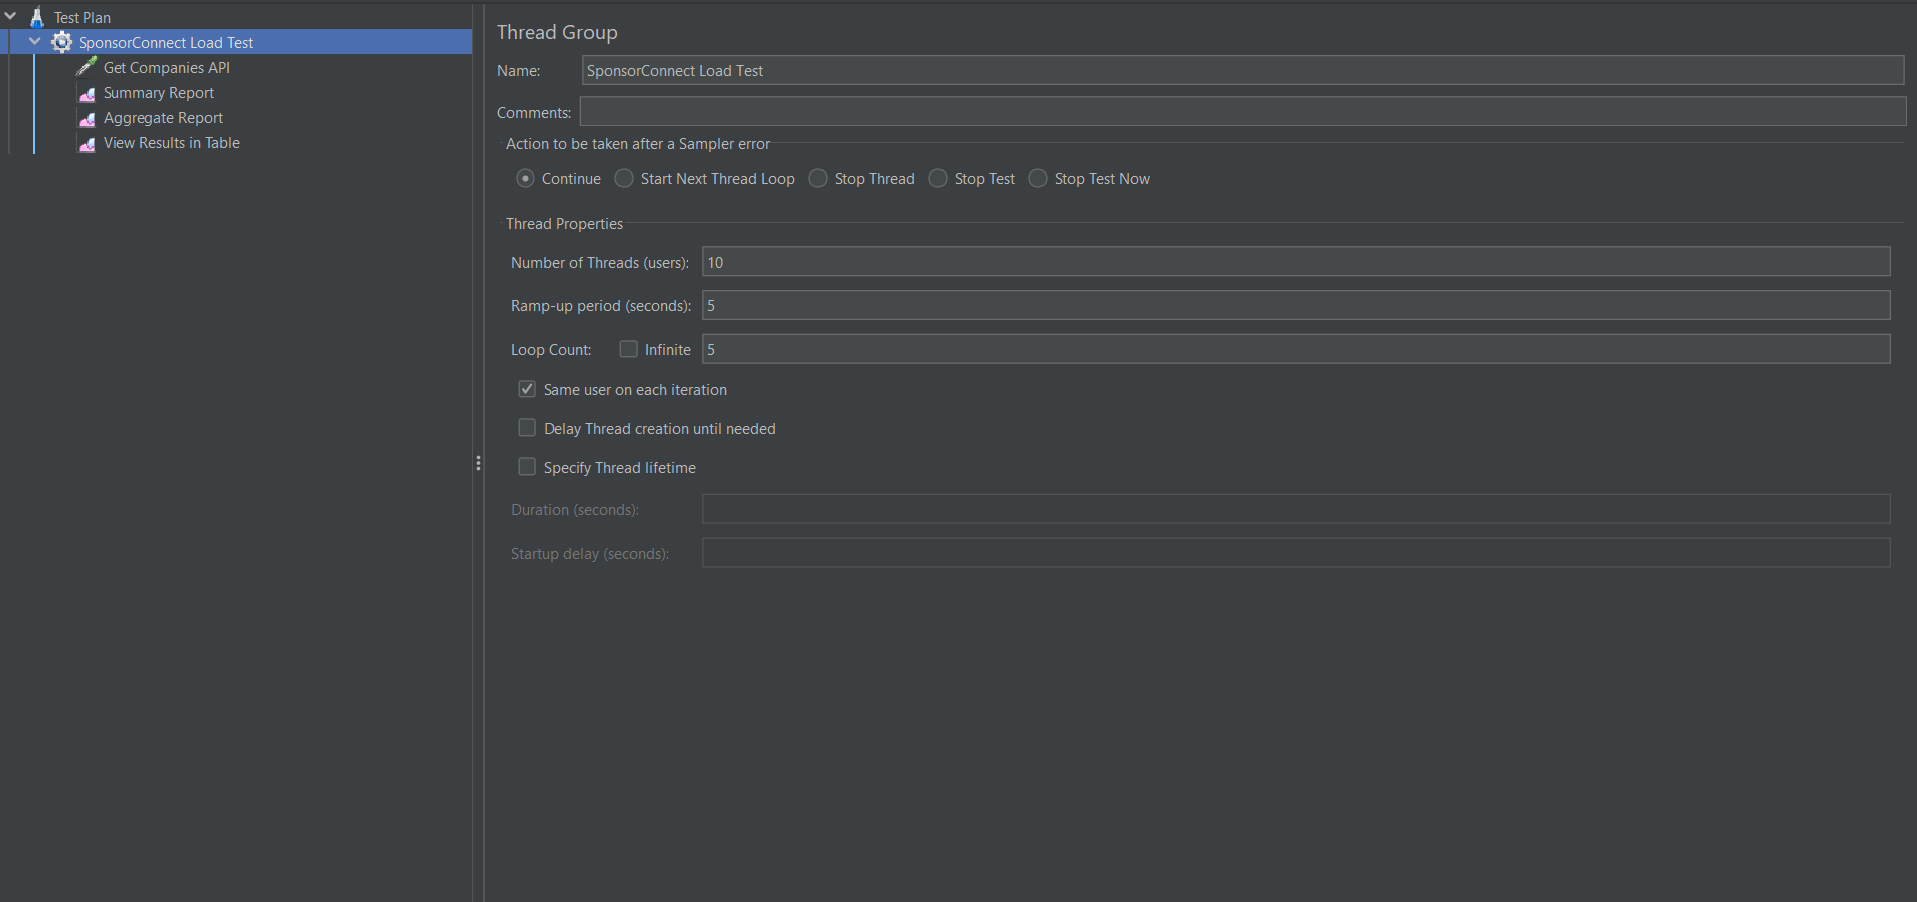 Test Plan
SponsorConnect Load Test
Get Companies API
Summary Report
Aggregate Report
View Results in Table
Thread Group
Name: SponsorConnect Load Test
Comments:
Action to be taken after a Sampler error
Continue Start Next Thread Loop Stop Thread Stop Test Stop Test Now
Thread Properties
Number of Threads (users): 10
Ramp-up period (seconds): 5
Loop Count: Infinite 5
Same user on each iteration
Delay Thread creation until needed
Specify Thread lifetime
Duration (seconds):
Startup delay (seconds):